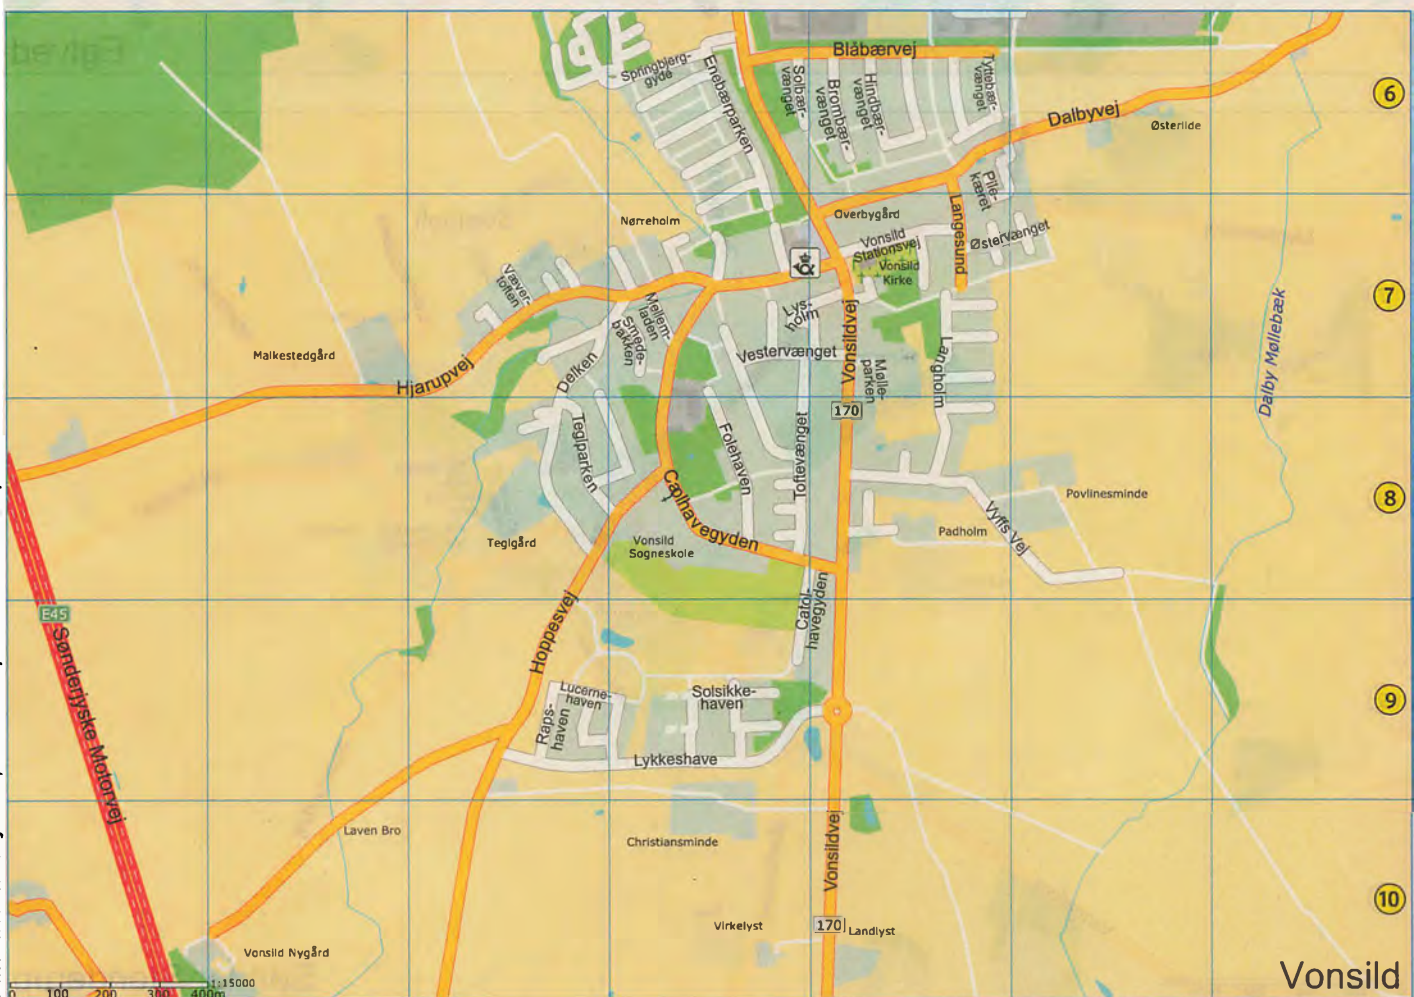 Blåbærvej
Springbjerg-
gyde
Enebærparken
Solbær-
vænget
Brombær-
vænget
Hindbær-
vænget
Tyttebær-
vænget
6
Dalbyvej
Østerlide
Pile-
kæret
Nørreholm
Overbygård
Langesund
Østervænget
Vonsild
Stationsvej
Vonsild
Kirke
Væver-
toften
Mellem-
laden
Smede-
bakken
Lys-
holm
7
Malkestedgård
Hjarupvej
Delken
Vestervænget
Vonsildvej
Mølle-
parken
Langholm
Dalby Møllebæk
170
Teglparken
Folehaven
Toftevænget
8
Povlinesminde
Cathavegyden
Vyffs Vej
Padholm
Teglgård
Vonsild
Sogneskole
E45
Sønderjyske Motorvej
Hoppesvej
Catol-
havegyden
Lucerne-
haven
Raps-
haven
Solsikke-
haven
9
Lykkeshave
Laven Bro
Christiansminde
Vonsildvej
10
Virkelyst
170
Landlyst
Vonsild Nygård
1:15000
0 100 200 300 400m
Vonsild